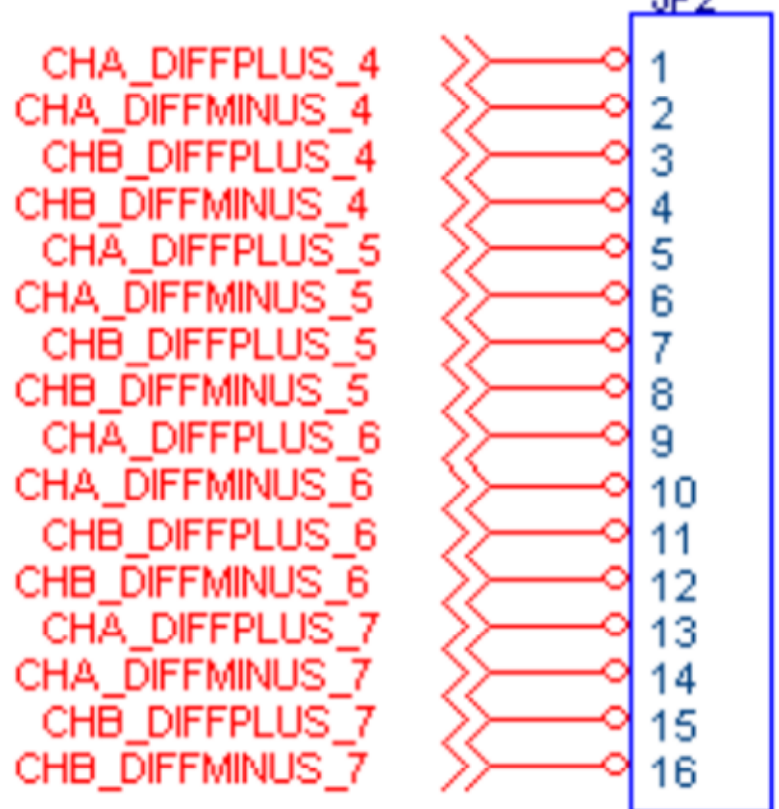 JP2
CHA_DIFFPLUS_4 1
CHA_DIFFMINUS_4 2
CHB_DIFFPLUS_4 3
CHB_DIFFMINUS_4 4
CHA_DIFFPLUS_5 5
CHA_DIFFMINUS_5 6
CHB_DIFFPLUS_5 7
CHB_DIFFMINUS_5 8
CHA_DIFFPLUS_6 9
CHA_DIFFMINUS_6 10
CHB_DIFFPLUS_6 11
CHB_DIFFMINUS_6 12
CHA_DIFFPLUS_7 13
CHA_DIFFMINUS_7 14
CHB_DIFFPLUS_7 15
CHB_DIFFMINUS_7 16